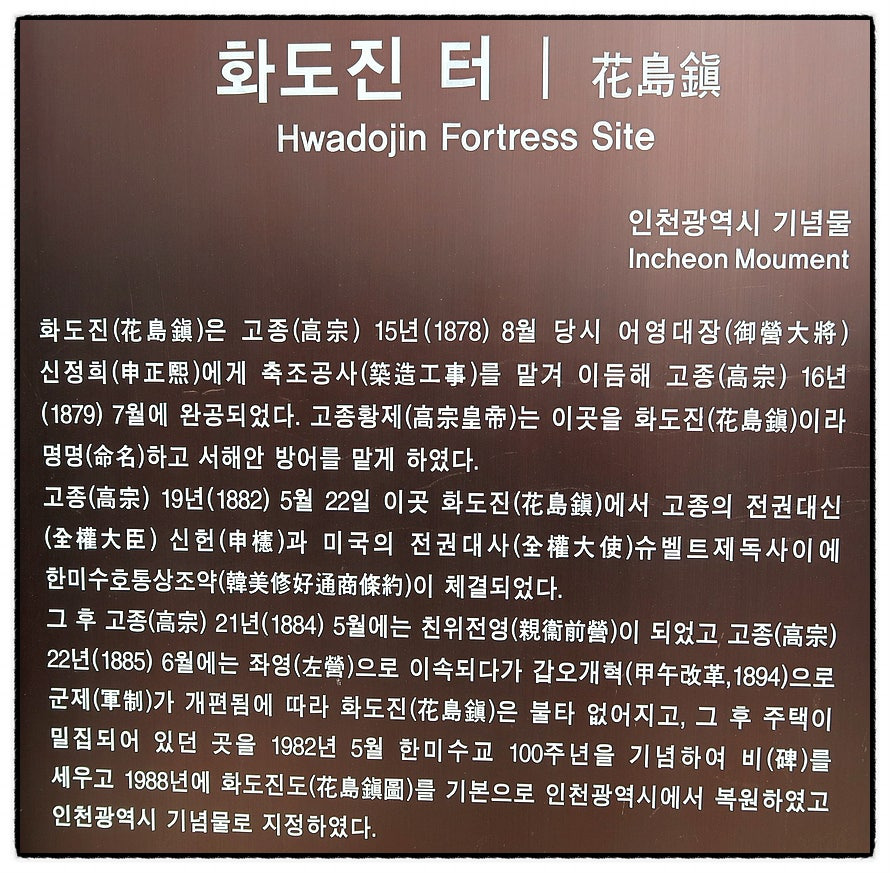 화도진 터 | 花島鎭
Hwadojin Fortress Site
인천광역시 기념물
Incheon Moument
화도진(花島鎭)은 고종(高宗) 15년(1878) 8월 당시 어영대장(御營大將)
신정희(申正熙)에게 축조공사(築造工事)를 맡겨 이듬해 고종(高宗) 16년
(1879) 7월에 완공되었다. 고종황제(高宗皇帝)는 이곳을 화도진(花島鎭)이라
명명(命名)하고 서해안 방어를 맡게 하였다.
고종(高宗) 19년(1882) 5월 22일 이곳 화도진(花島鎭)에서 고종의 전권대신
(全權大臣) 신헌(申櫶)과 미국의 전권대사(全權大使)슈벨트제독사이에
한미수호통상조약(韓美修好通商條約)이 체결되었다.
그 후 고종(高宗) 21년(1884) 5월에는 친위전영(親衞前營)이 되었고 고종(高宗)
22년(1885) 6월에는 좌영(左營)으로 이속되다가 갑오개혁(甲午改革,1894)으로
군제(軍制)가 개편됨에 따라 화도진(花島鎭)은 불타 없어지고, 그 후 주택이
밀집되어 있던 곳을 1982년 5월 한미수교 100주년을 기념하여 비(碑)를
세우고 1988년에 화도진도(花島鎭圖)를 기본으로 인천광역시에서 복원하였고
인천광역시 기념물로 지정하였다.